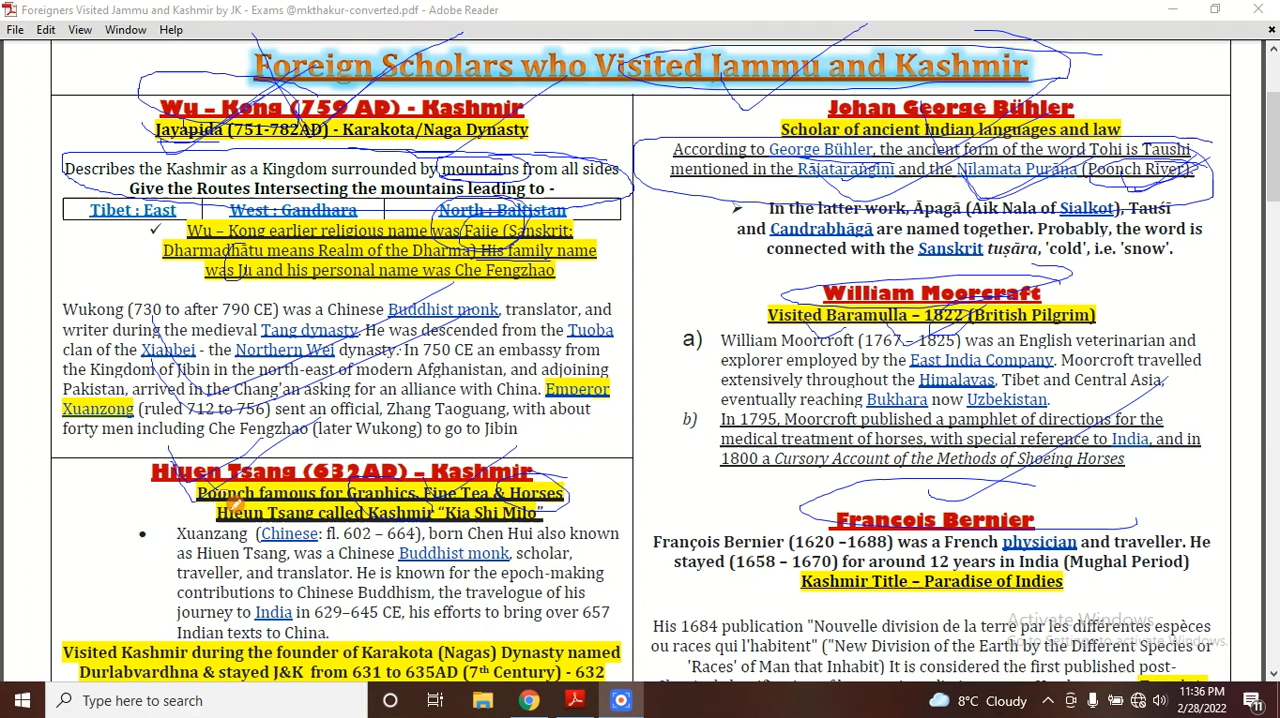 Foreigners Visited Jammu and Kashmir by JK - Exams @mkthakur-converted.pdf - Adobe Reader
File Edit View Window Help
Foreign Scholars who Visited Jammu and Kashmir
Wu – Kong (759 AD) - Kashmir
Jayapida (751-782AD) - Karakota/Naga Dynasty
Describes the Kashmir as a Kingdom surrounded by mountains from all sides
Give the Routes Intersecting the mountains leading to -
Tibet : East West : Gandhara North : Baltistan
✓ Wu – Kong earlier religious name was Fajie (Sanskrit:
Dharmadhātu means Realm of the Dharma) His family name
was Ju and his personal name was Che Fengzhao
Wukong (730 to after 790 CE) was a Chinese Buddhist monk, translator, and
writer during the medieval Tang dynasty. He was descended from the Tuoba
clan of the Xianbei - the Northern Wei dynasty. In 750 CE an embassy from
the Kingdom of Jibin in the north-east of modern Afghanistan, and adjoining
Pakistan, arrived in the Chang'an asking for an alliance with China. Emperor
Xuanzong (ruled 712 to 756) sent an official, Zhang Taoguang, with about
forty men including Che Fengzhao (later Wukong) to go to Jibin
Hiuen Tsang (632AD) – Kashmir
Poonch famous for Graphics, Fine Tea & Horses
Hieun Tsang called Kashmir “Kia Shi Milo”
• Xuanzang (Chinese: fl. 602 – 664), born Chen Hui also known
as Hiuen Tsang, was a Chinese Buddhist monk, scholar,
traveller, and translator. He is known for the epoch-making
contributions to Chinese Buddhism, the travelogue of his
journey to India in 629–645 CE, his efforts to bring over 657
Indian texts to China.
Visited Kashmir during the founder of Karakota (Nagas) Dynasty named
Durlabvardhna & stayed J&K from 631 to 635AD (7th Century) - 632
Johan George Bühler
Scholar of ancient Indian languages and law
According to George Bühler, the ancient form of the word Tohi is Taushi
mentioned in the Rājatarangini and the Nīlamata Purāna (Poonch River).
➤ In the latter work, Āpagā (Aik Nala of Sialkot), Tauśī
and Candrabhāgā are named together. Probably, the word is
connected with the Sanskrit tuṣāra, 'cold', i.e. 'snow'.
William Moorcraft
Visited Baramulla – 1822 (British Pilgrim)
a) William Moorcraft (1767 – 1825) was an English veterinarian and
explorer employed by the East India Company. Moorcraft travelled
extensively throughout the Himalayas, Tibet and Central Asia,
eventually reaching Bukhara now Uzbekistan.
b) In 1795, Moorcraft published a pamphlet of directions for the
medical treatment of horses, with special reference to India, and in
1800 a Cursory Account of the Methods of Shoeing Horses
Francois Bernier
François Bernier (1620 –1688) was a French physician and traveller. He
stayed (1658 – 1670) for around 12 years in India (Mughal Period)
Kashmir Title – Paradise of Indies
His 1684 publication "Nouvelle division de la terre par les différentes espèces
ou races qui l'habitent" ("New Division of the Earth by the Different Species or
'Races' of Man that Inhabit) It is considered the first published post-
Activate Windows
Go to Settings to activate Windows.
Type here to search
8°C Cloudy
11:36 PM
2/28/2022
11